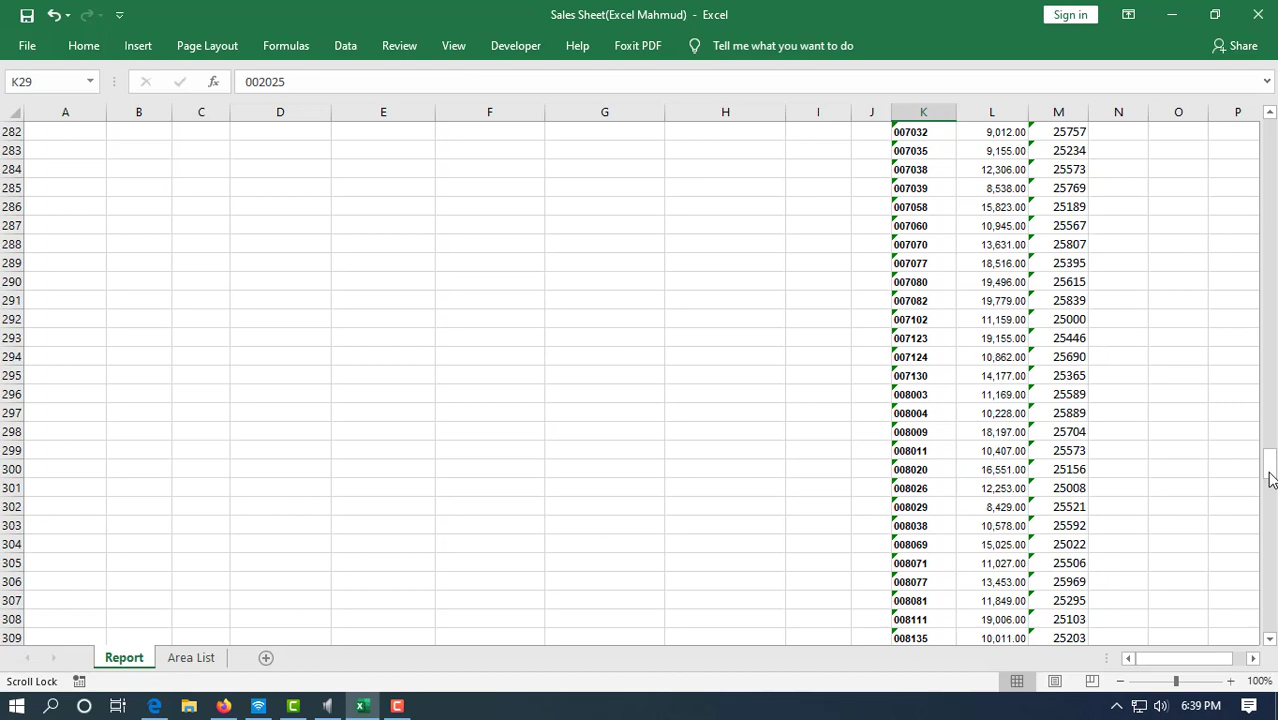 Sales Sheet(Excel Mahmud) - Excel
Sign in
File Home Insert Page Layout Formulas Data Review View Developer Help Foxit PDF Tell me what you want to do Share
K29 fx 002025
A B C D E F G H I J K L M N O P
282 007032 9,012.00 25757
283 007035 9,155.00 25234
284 007038 12,306.00 25573
285 007039 8,538.00 25769
286 007058 15,823.00 25189
287 007060 10,945.00 25567
288 007070 13,631.00 25807
289 007077 18,516.00 25395
290 007080 19,496.00 25615
291 007082 19,779.00 25839
292 007102 11,159.00 25000
293 007123 19,155.00 25446
294 007124 10,862.00 25690
295 007130 14,177.00 25365
296 008003 11,169.00 25589
297 008004 10,228.00 25889
298 008009 18,197.00 25704
299 008011 10,407.00 25573
300 008020 16,551.00 25156
301 008026 12,253.00 25008
302 008029 8,429.00 25521
303 008038 10,578.00 25592
304 008069 15,025.00 25022
305 008071 11,027.00 25506
306 008077 13,453.00 25969
307 008081 11,849.00 25295
308 008111 19,006.00 25103
309 008135 10,011.00 25203
Report Area List
Scroll Lock 100%
6:39 PM